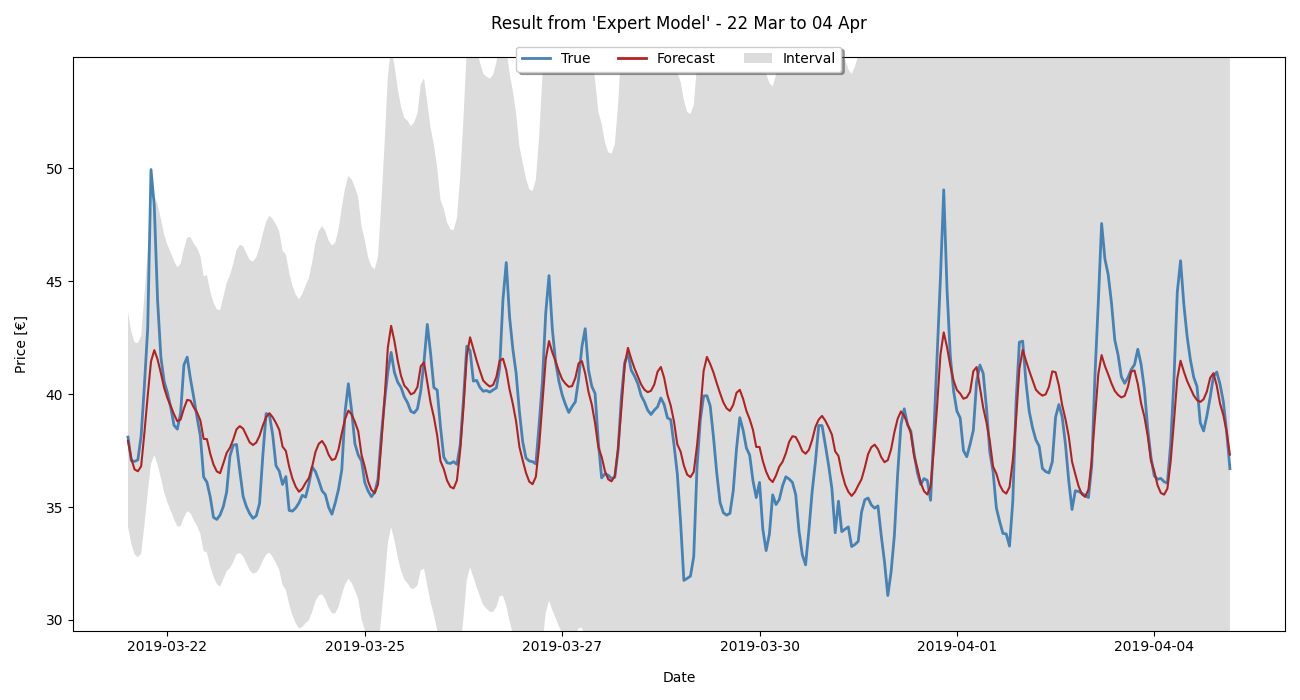 Result from 'Expert Model' - 22 Mar to 04 Apr
True Forecast Interval
50
45
40
35
30
Price [€]
2019-03-22 2019-03-25 2019-03-27 2019-03-30 2019-04-01 2019-04-04
Date